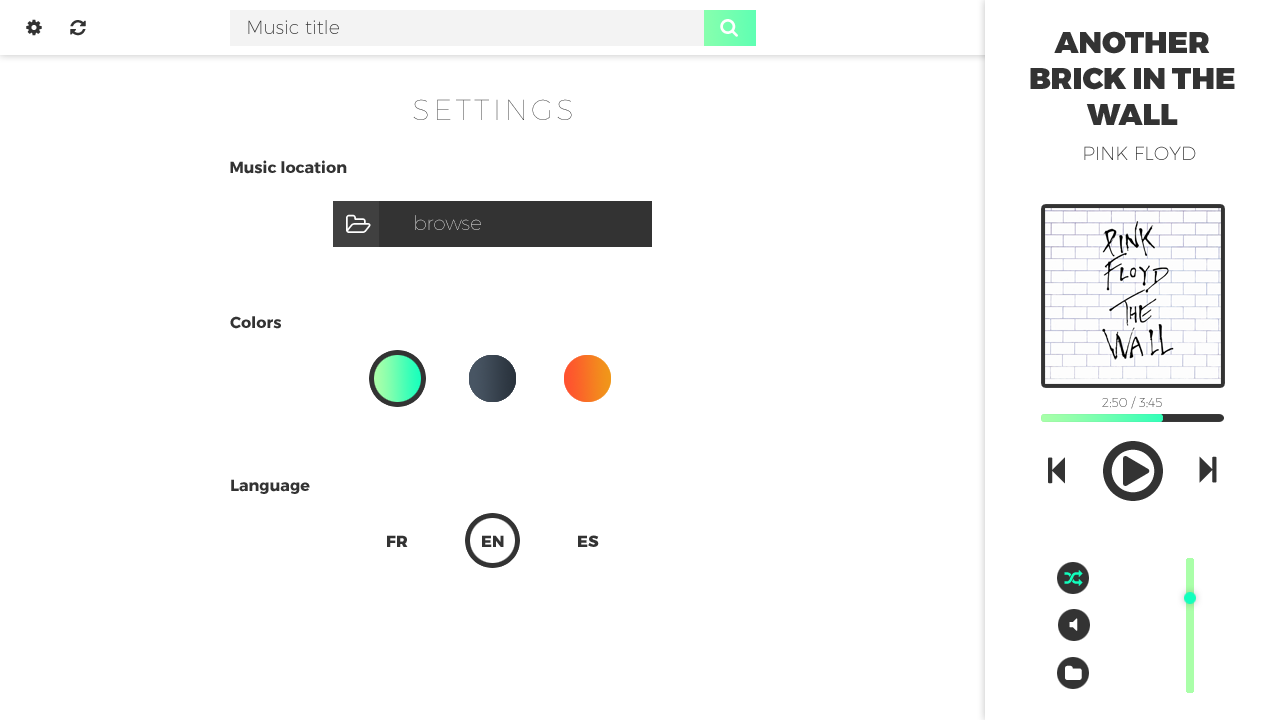 Music title
SETTINGS
Music location
browse
Colors
Language
FR
EN
ES
ANOTHER
BRICK IN THE
WALL
PINK FLOYD
PINK
FLOYD
THE
WALL
2:50 / 3:45